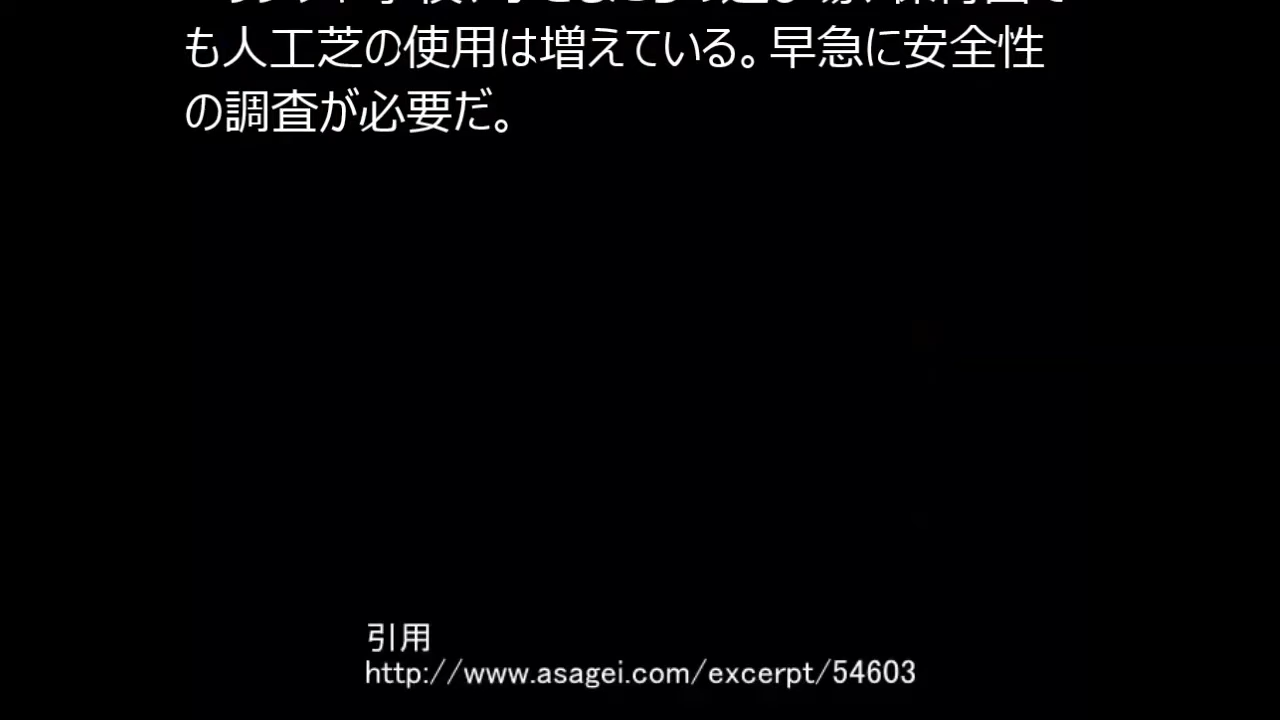 も人工芝の使用は増えている。早急に安全性
の調査が必要だ。
引用
http://www.asagei.com/excerpt/54603